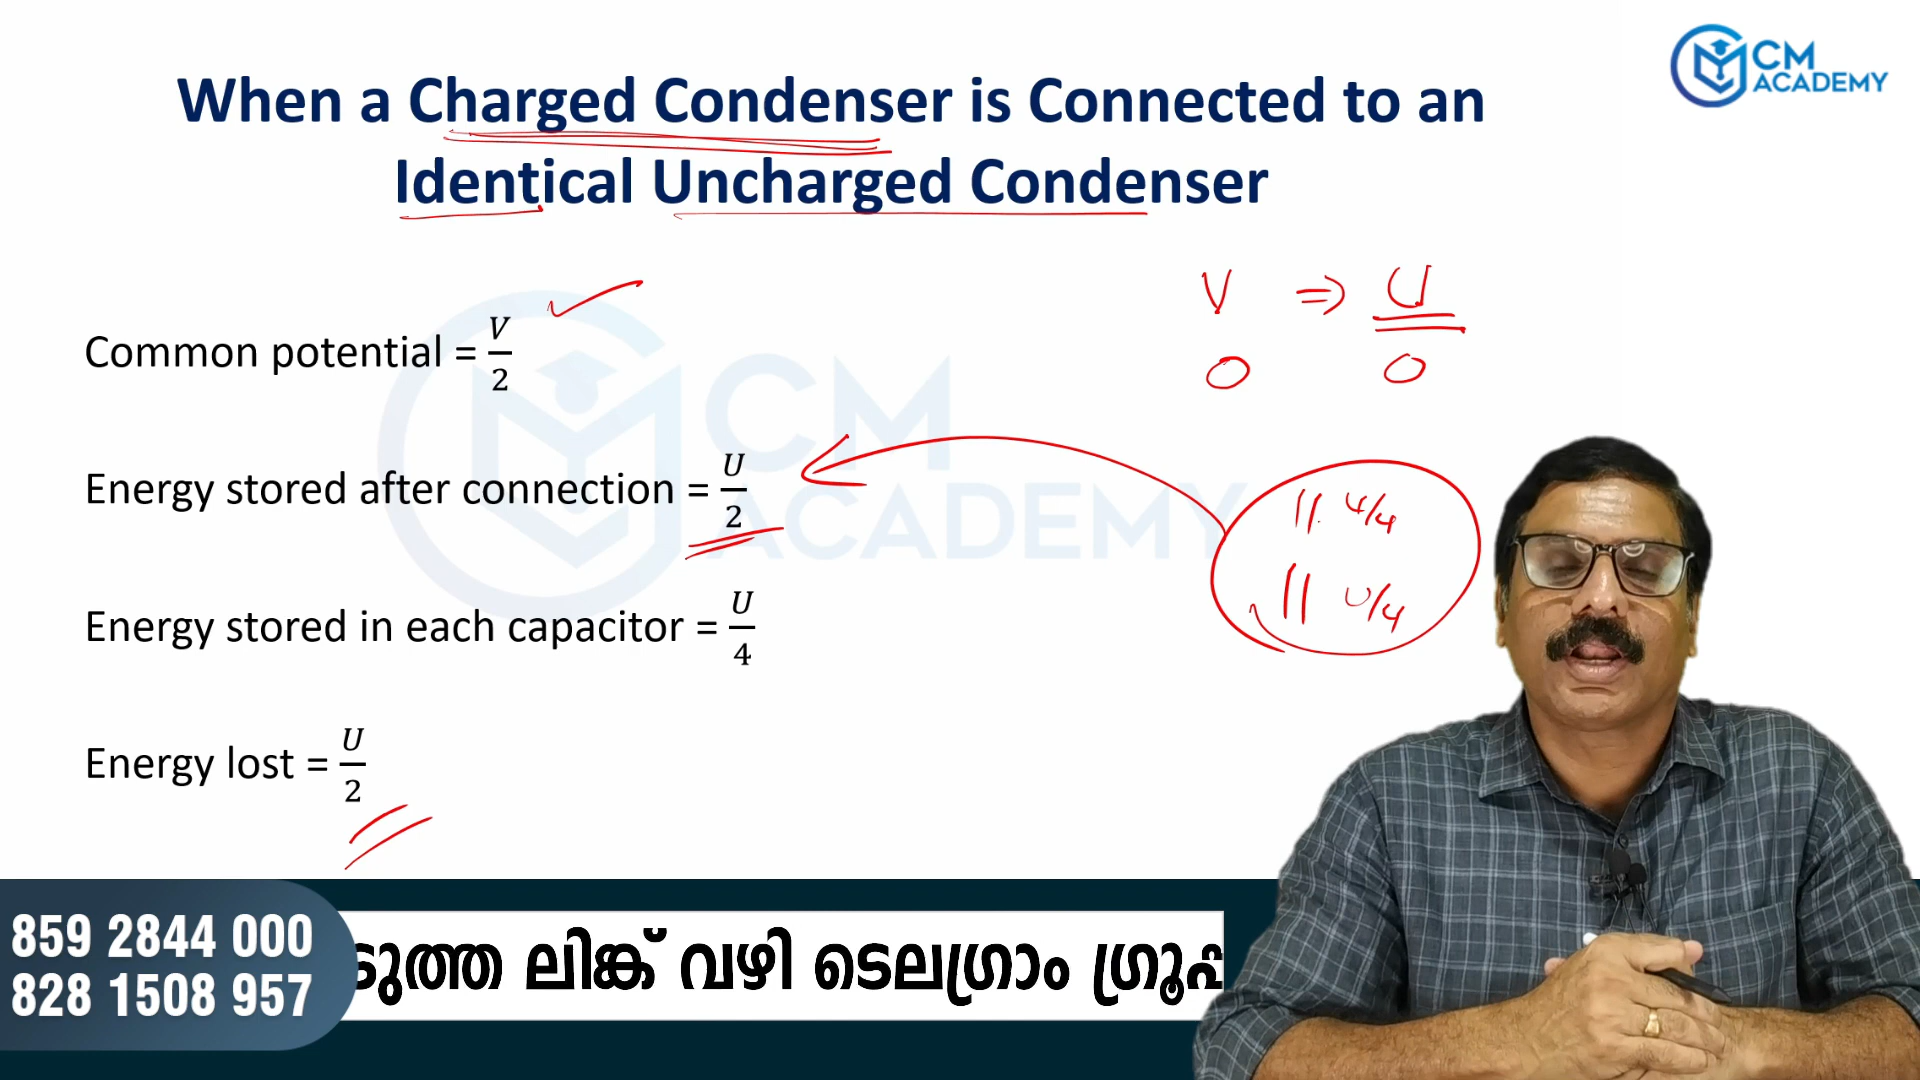 CM
ACADEMY
When a Charged Condenser is Connected to an
Identical Uncharged Condenser
V ⇒ U
0 0
Common potential = V/2
Energy stored after connection = U/2
|| U/4
|| U/4
Energy stored in each capacitor = U/4
Energy lost = U/2
CM
ACADEMY
859 2844 000
828 1508 957
ടുത്ത ലിങ്ക് വഴി ടെലഗ്രാം ഗ്രൂപ്പ